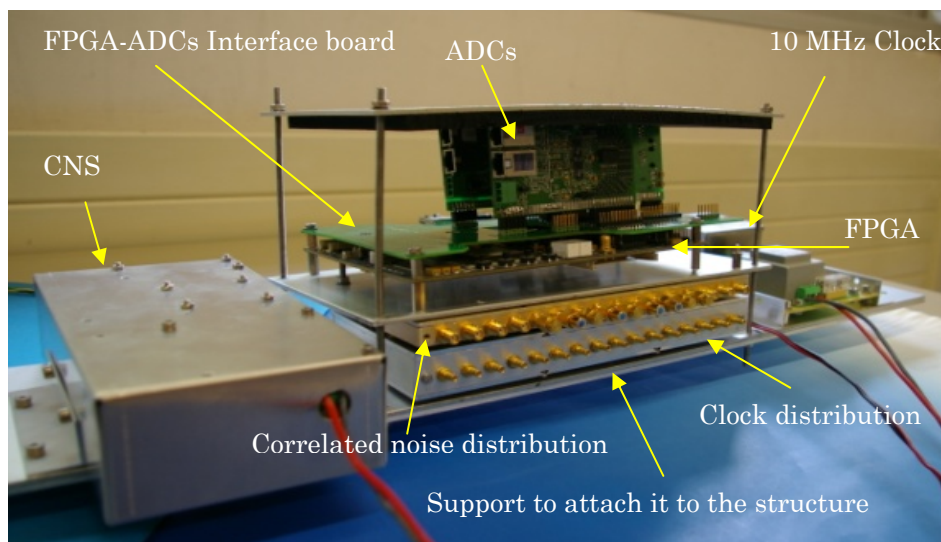 FPGA-ADCs Interface board
ADCs
10 MHz Clock
CNS
FPGA
Clock distribution
Correlated noise distribution
Support to attach it to the structure